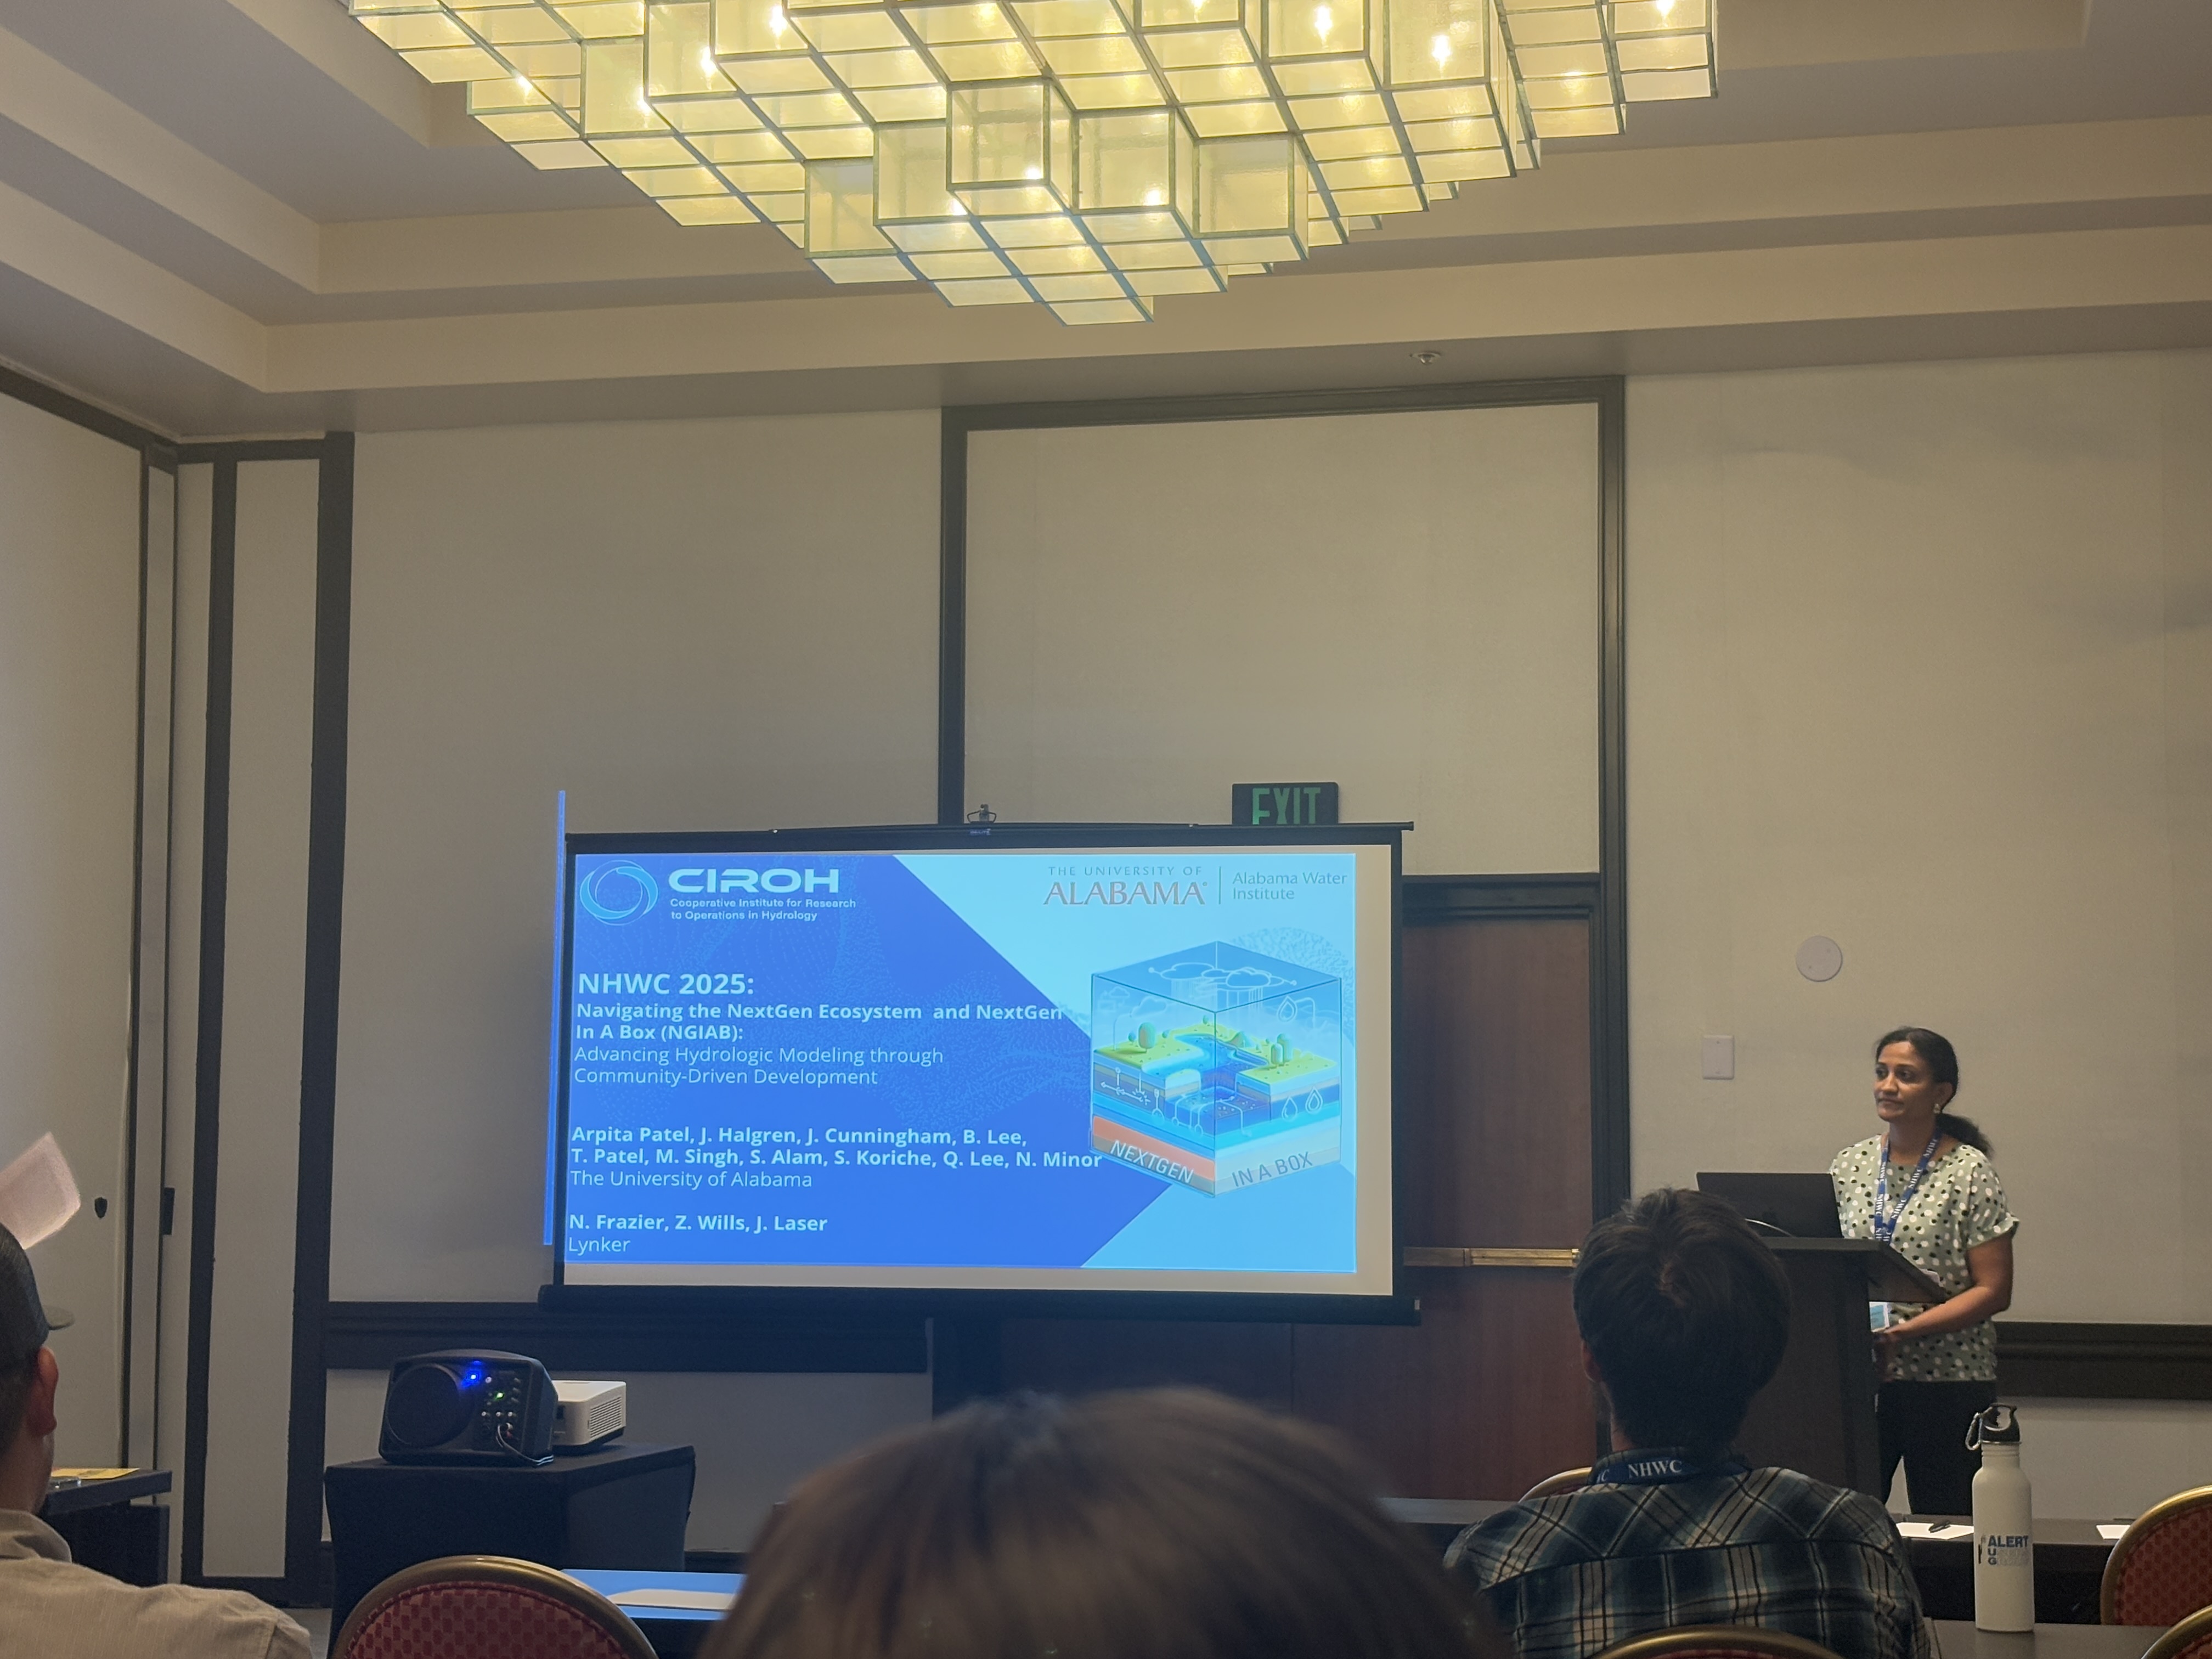 EXIT
CIROH
Cooperative Institute for Research
to Operations in Hydrology
THE UNIVERSITY OF
ALABAMA
Alabama Water
Institute
NHWC 2025:
Navigating the NextGen Ecosystem and NextGen
In A Box (NGIAB):
Advancing Hydrologic Modeling through
Community-Driven Development
Arpita Patel, J. Halgren, J. Cunningham, B. Lee,
T. Patel, M. Singh, S. Alam, S. Koriche, Q. Lee, N. Minor
The University of Alabama
N. Frazier, Z. Wills, J. Laser
Lynker
NEXTGEN
IN A BOX
NHWC
NHWC
ALERT
U
G